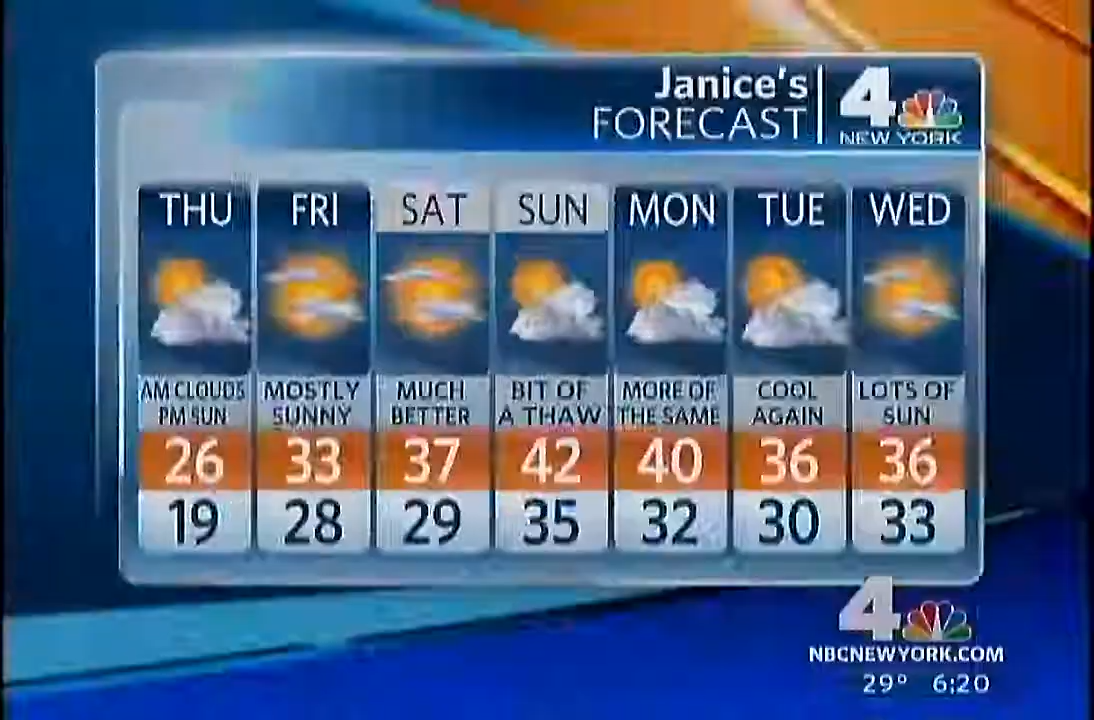 Janice's
FORECAST
4
NEW YORK
THU FRI SAT SUN MON TUE WED
AM CLOUDS
PM SUN
MOSTLY
SUNNY
MUCH
BETTER
BIT OF
A THAW
MORE OF
THE SAME
COOL
AGAIN
LOTS OF
SUN
26 33 37 42 40 36 36
19 28 29 35 32 30 33
4
NBCNEWYORK.COM
29° 6:20